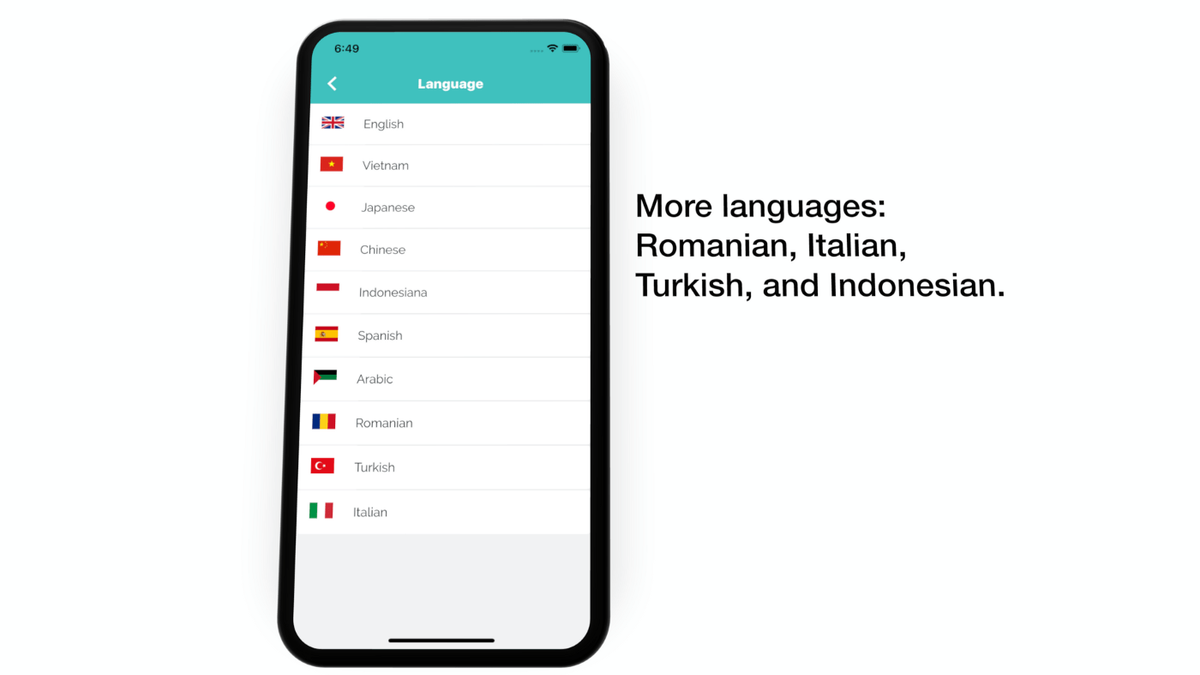 6:49
Language
English
Vietnam
Japanese
Chinese
Indonesiana
Spanish
Arabic
Romanian
Turkish
Italian
More languages:
Romanian, Italian,
Turkish, and Indonesian.